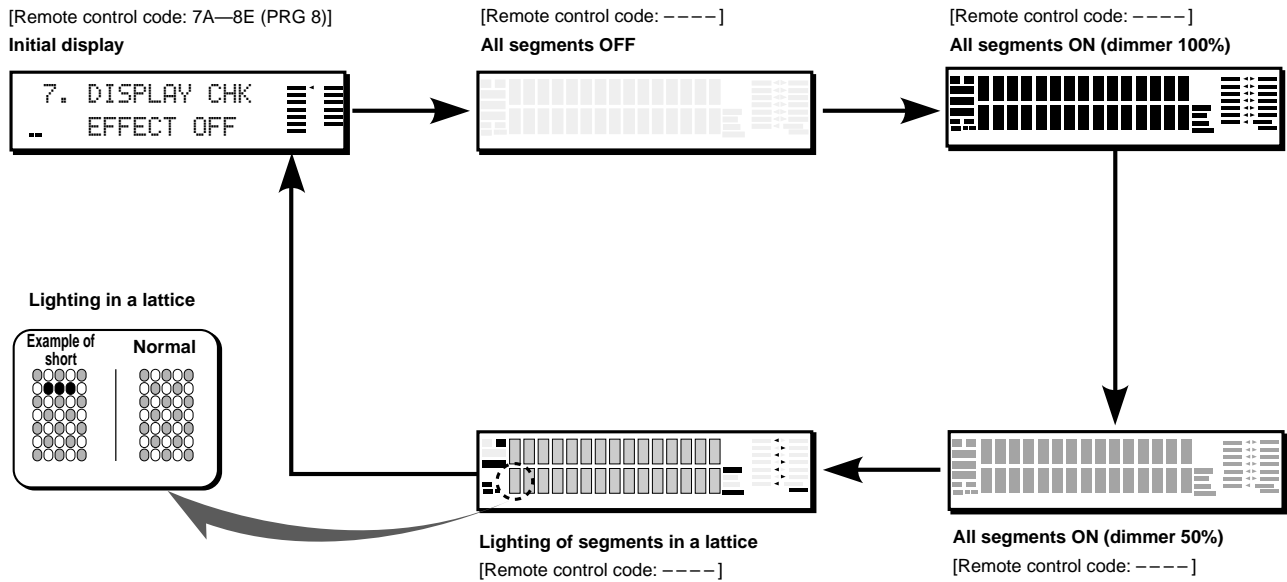 [Remote control code: 7A—8E (PRG 8)]
Initial display
7. DISPLAY CHK
EFFECT OFF
[Remote control code: ––––]
All segments OFF
[Remote control code: ––––]
All segments ON (dimmer 100%)
Lighting in a lattice
Example of
short
Normal
Lighting of segments in a lattice
[Remote control code: ––––]
All segments ON (dimmer 50%)
[Remote control code: ––––]